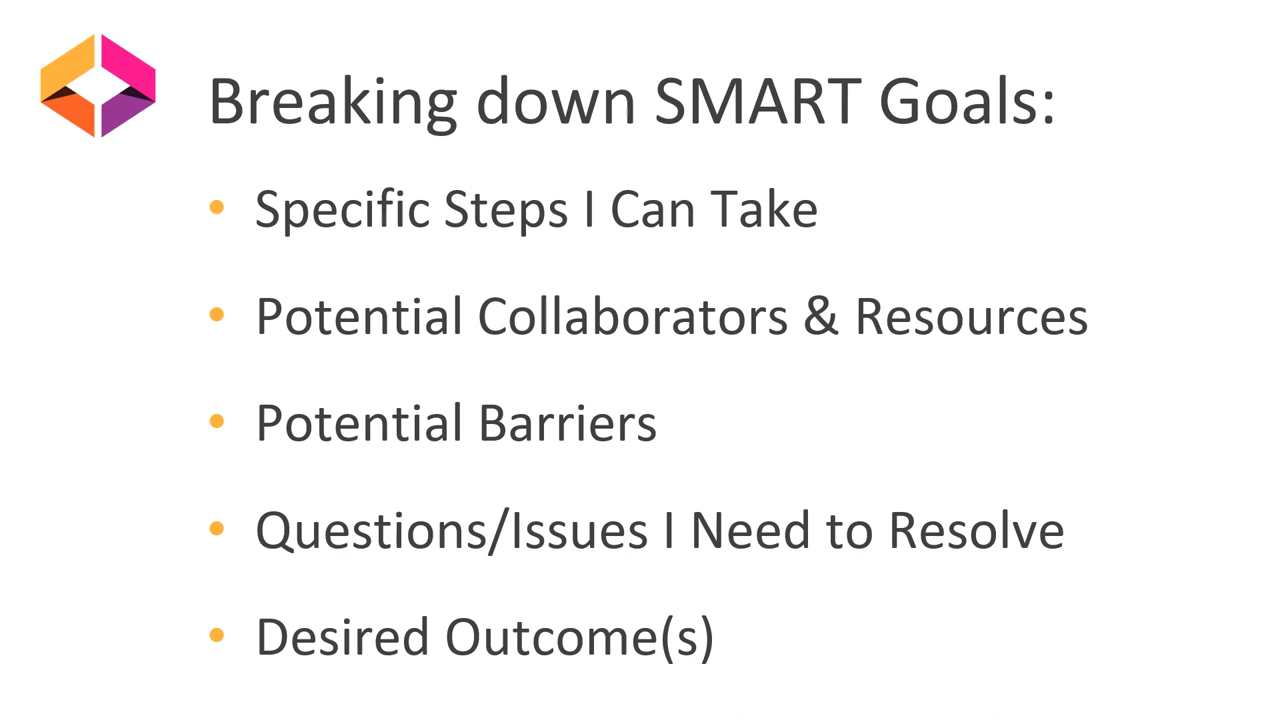 Breaking down SMART Goals:
• Specific Steps I Can Take
• Potential Collaborators & Resources
• Potential Barriers
• Questions/Issues I Need to Resolve
• Desired Outcome(s)